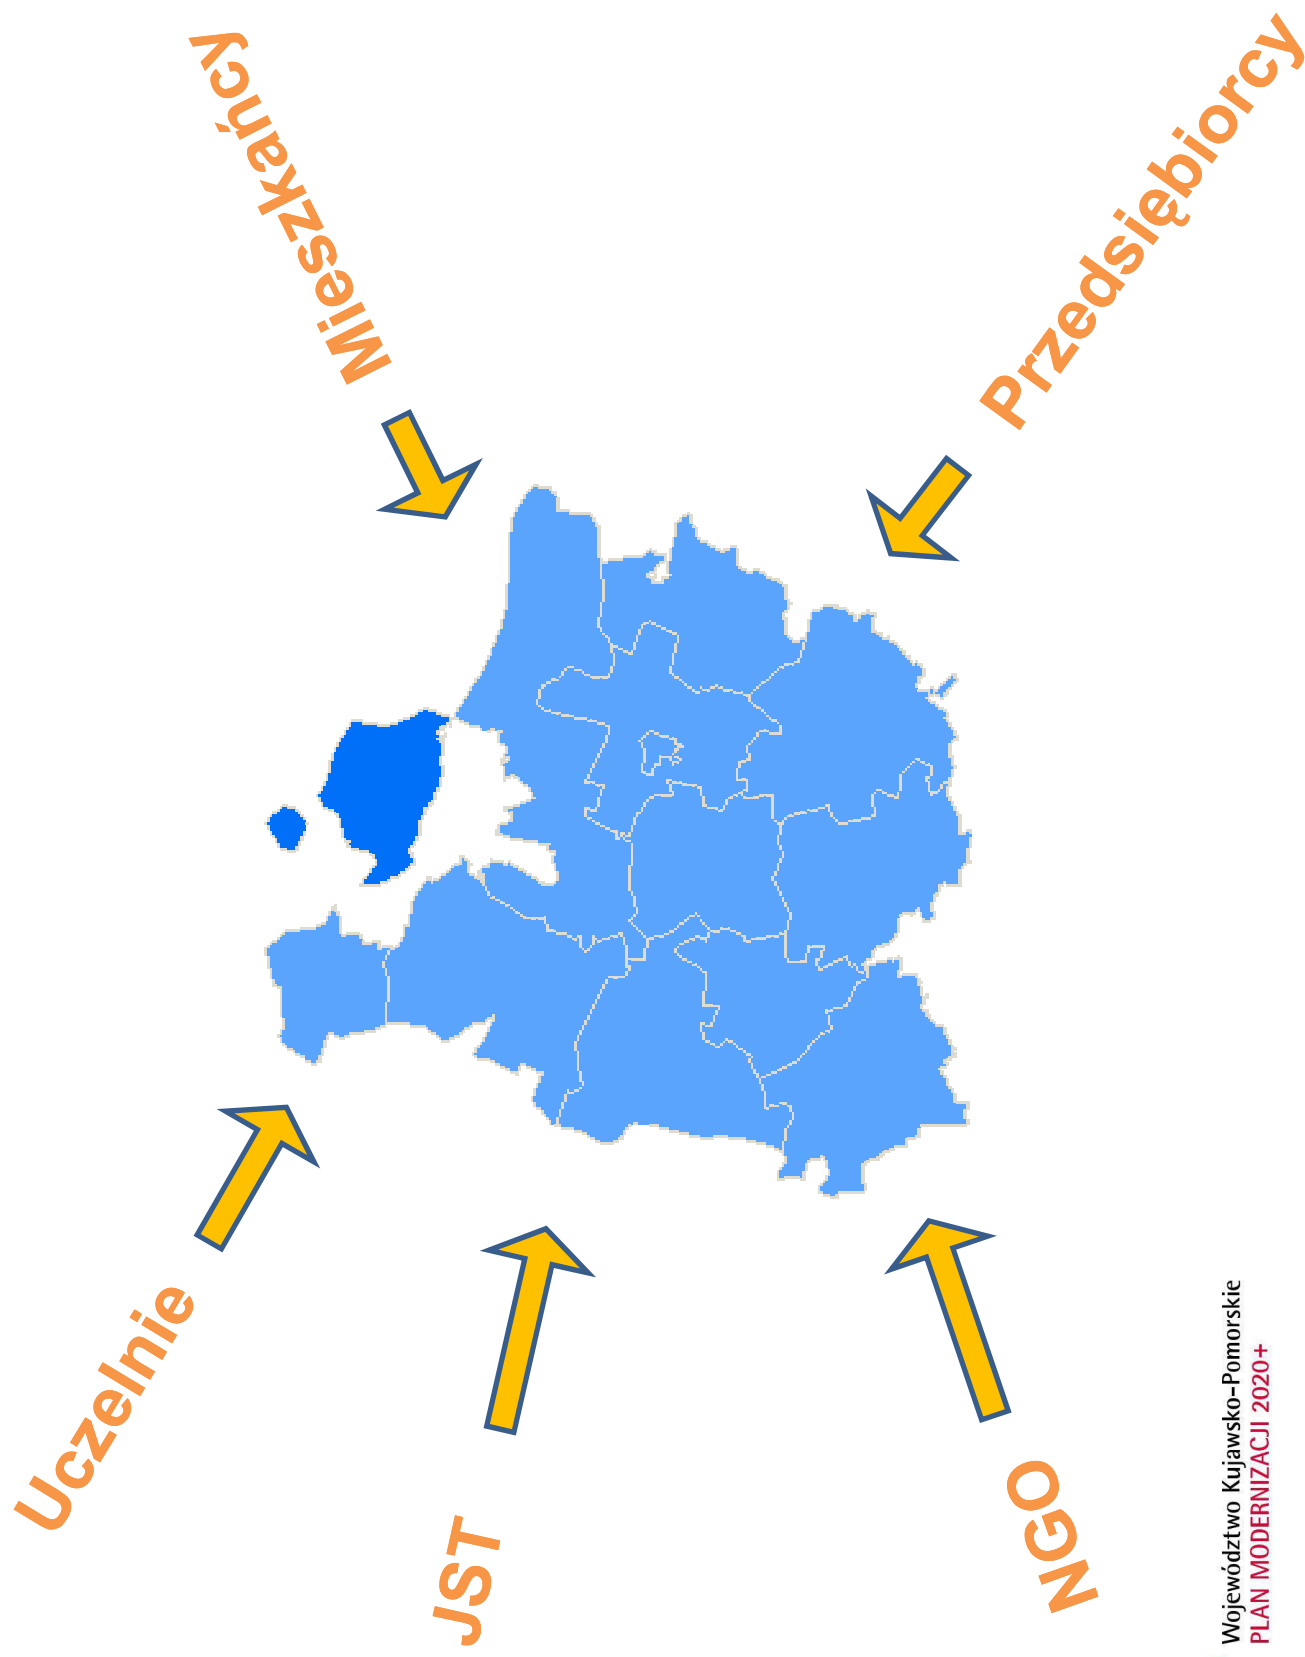 Mieszkańcy
Przedsiębiorcy
Uczelnie
JST
NGO
Województwo Kujawsko-Pomorskie
PLAN MODERNIZACJI 2020+